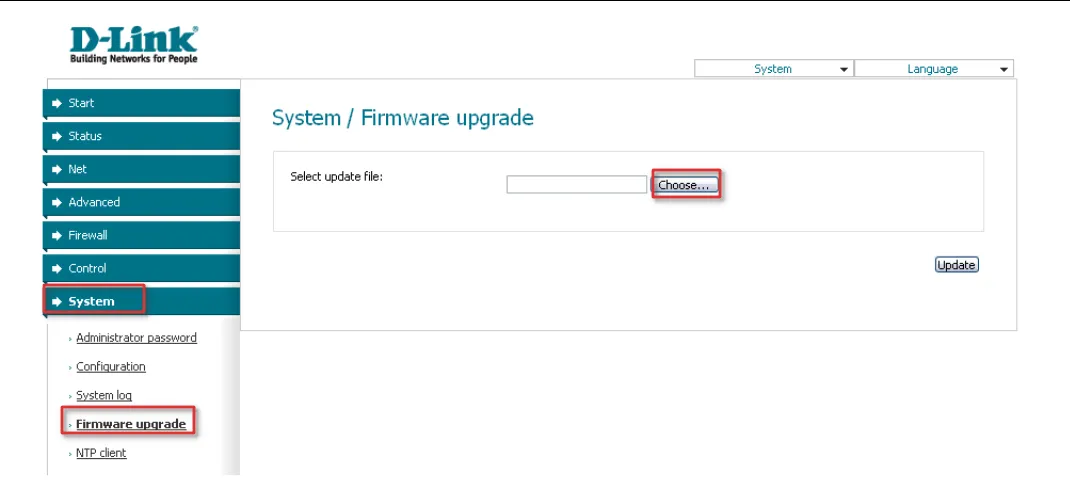 D-Link
Building Networks for People
System
Language
Start
Status
Net
Advanced
Firewall
Control
System
Administrator password
Configuration
System log
Firmware upgrade
NTP client
System / Firmware upgrade
Select update file:
Choose...
Update